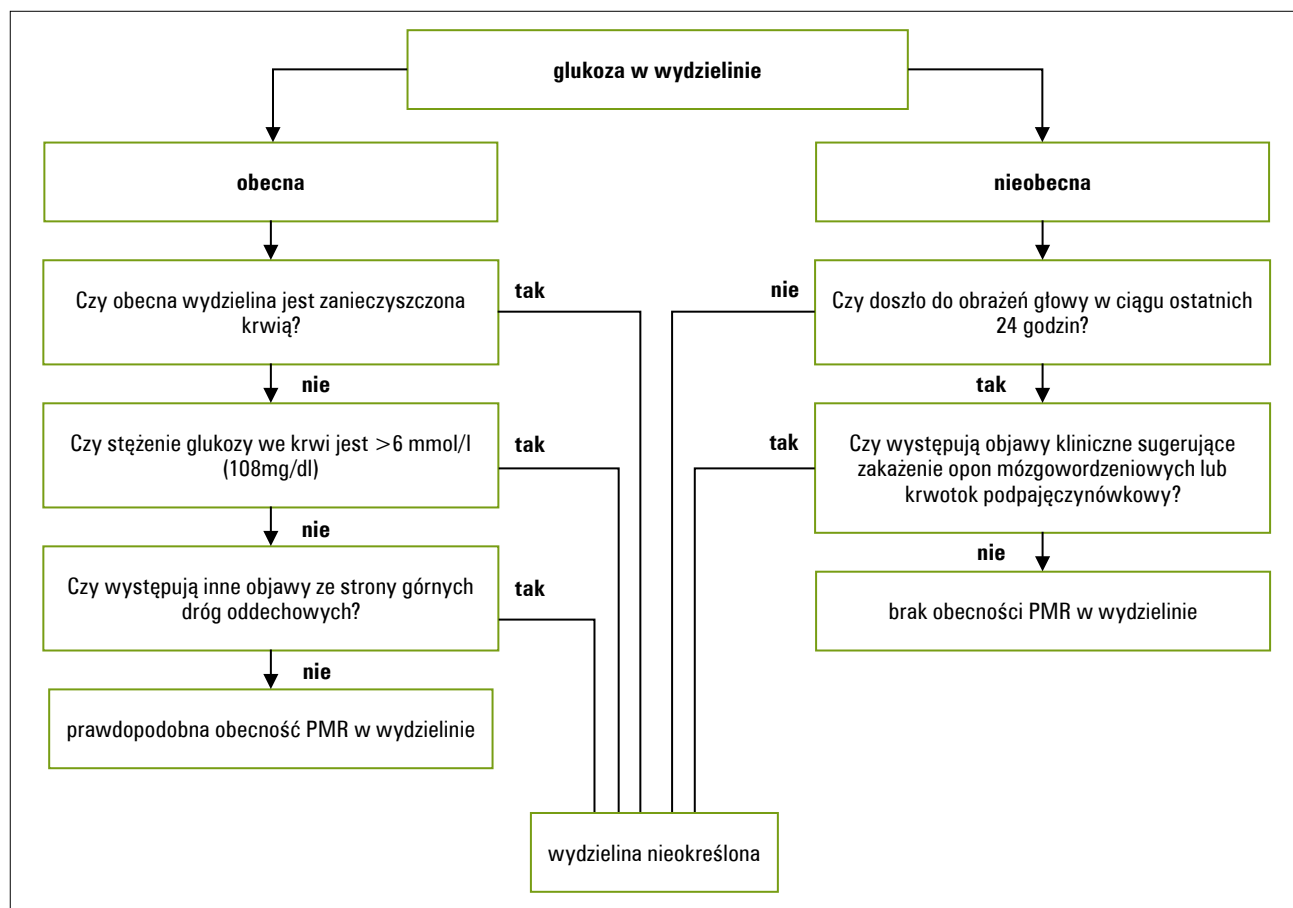 glukoza w wydzielinie
obecna
nieobecna
Czy obecna wydzielina jest zanieczyszczona
krwią?
tak
nie
Czy doszło do obrażeń głowy w ciągu ostatnich
24 godzin?
nie
tak
Czy stężenie glukozy we krwi jest >6 mmol/l
(108mg/dl)
tak
tak
Czy występują objawy kliniczne sugerujące
zakażenie opon mózgowordzeniowych lub
krwotok podpajęczynówkowy?
nie
nie
Czy występują inne objawy ze strony górnych
dróg oddechowych?
tak
brak obecności PMR w wydzielinie
nie
prawdopodobna obecność PMR w wydzielinie
wydzielina nieokreślona